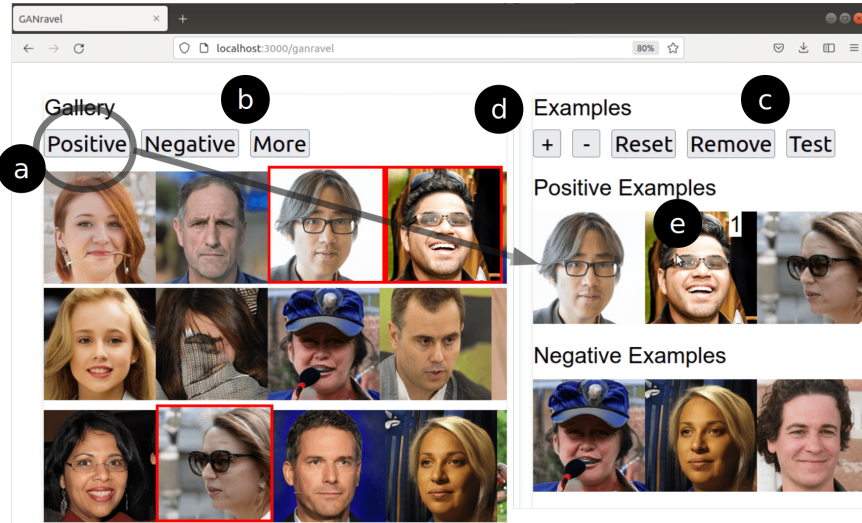 GANravel × +
localhost:3000/ganravel 80%
b
c
d
Gallery
Examples
Positive Negative More
+ - Reset Remove Test
a
Positive Examples
e
1
Negative Examples